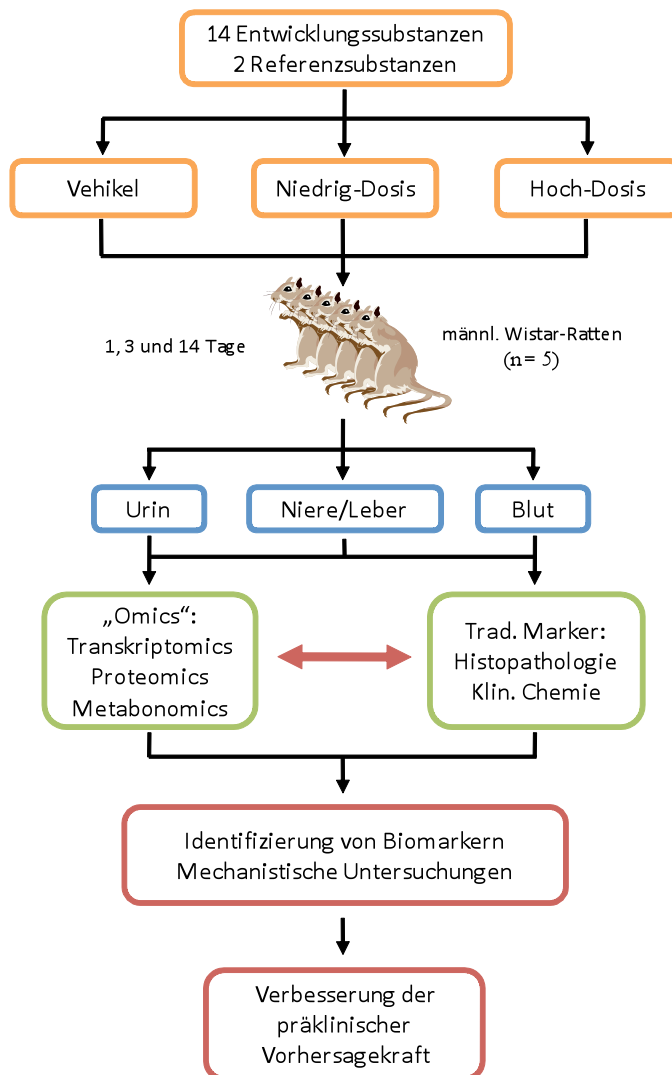 14 Entwicklungssubstanzen
2 Referenzsubstanzen
Vehikel
Niedrig-Dosis
Hoch-Dosis
1, 3 und 14 Tage
männl. Wistar-Ratten
(n= 5)
Urin
Niere/Leber
Blut
„Omics“:
Transkriptomics
Proteomics
Metabonomics
Trad. Marker:
Histopathologie
Klin. Chemie
Identifizierung von Biomarkern
Mechanistische Untersuchungen
Verbesserung der
präklinischer
Vorhersagekraft